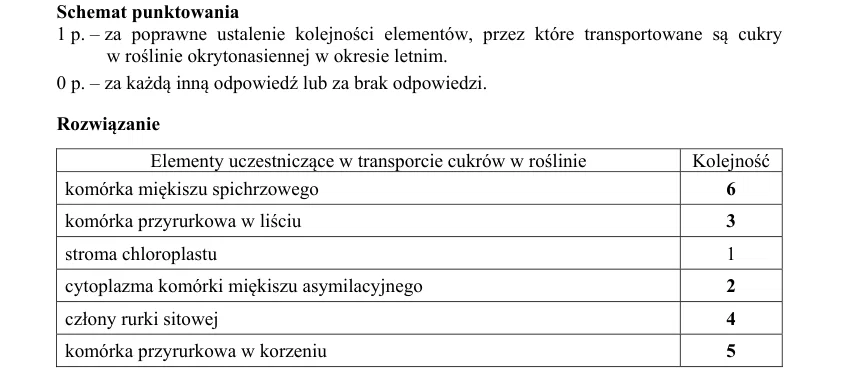 Schemat punktowania
1 p. – za poprawne ustalenie kolejności elementów, przez które transportowane są cukry
w roślinie okrytonasiennej w okresie letnim.
0 p. – za każdą inną odpowiedź lub za brak odpowiedzi.
Rozwiązanie
Elementy uczestniczące w transporcie cukrów w roślinie Kolejność
komórka miękiszu spichrzowego 6
komórka przyrurkowa w liściu 3
stroma chloroplastu 1
cytoplazma komórki miękiszu asymilacyjnego 2
człony rurki sitowej 4
komórka przyrurkowa w korzeniu 5